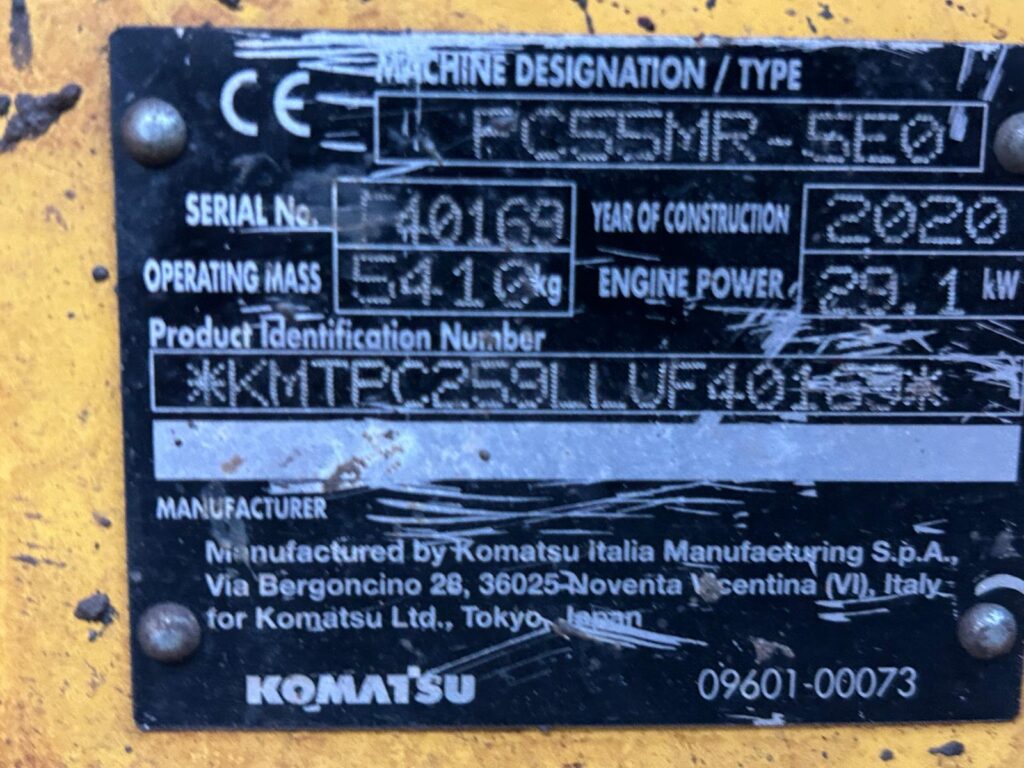 CE
MACHINE DESIGNATION / TYPE
PC55MR-5E0
SERIAL No. F40169 YEAR OF CONSTRUCTION 2020
OPERATING MASS 5410 kg ENGINE POWER 29.1 kW
Product Identification Number
*KMTPC259LLUF40169*
MANUFACTURER
Manufactured by Komatsu Italia Manufacturing S.p.A.,
Via Bergoncino 28, 36025 Noventa Vicentina (VI), Italy
for Komatsu Ltd., Tokyo, Japan
KOMATSU 09601-00073